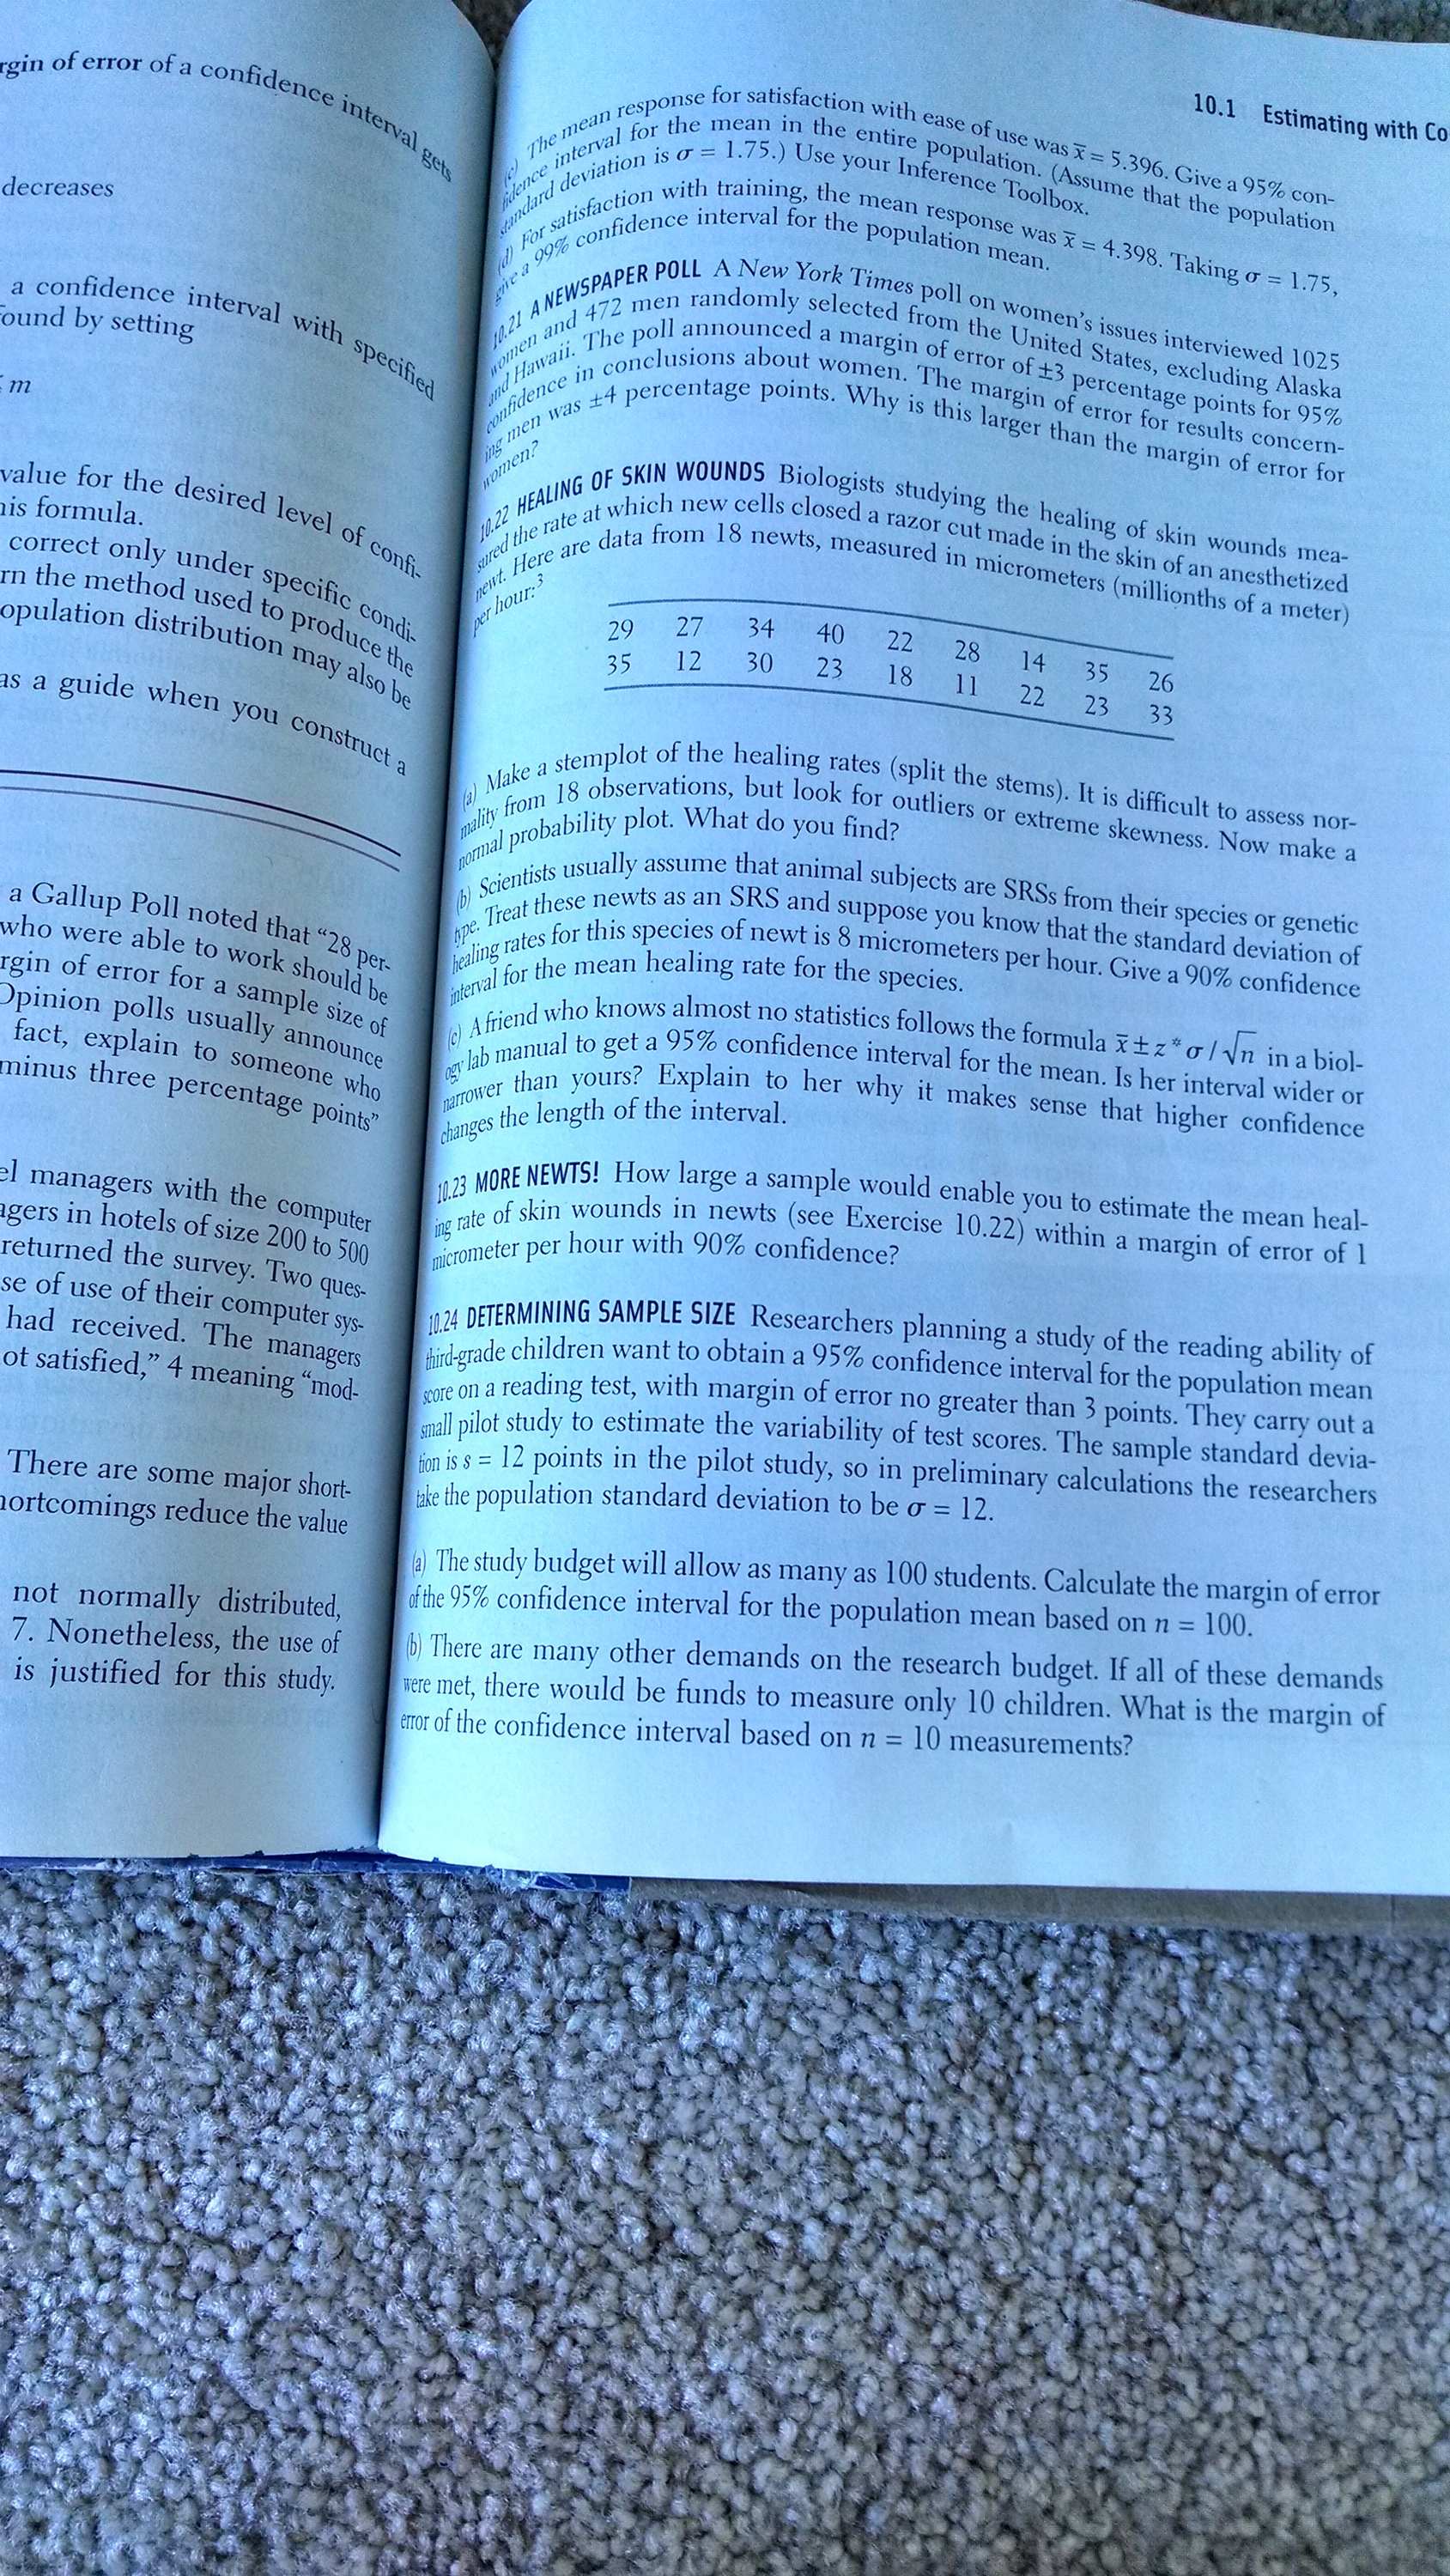 rgin of error of a confidence interval gets
decreases
a confidence interval with specified
ound by setting
m
value for the desired level of confi-
is formula.
correct only under specific condi-
rn the method used to produce the
opulation distribution may also be
as a guide when you construct a
a Gallup Poll noted that “28 per-
who were able to work should be
rgin of error for a sample size of
Opinion polls usually announce
fact, explain to someone who
minus three percentage points”
el managers with the computer
agers in hotels of size 200 to 500
returned the survey. Two ques-
se of use of their computer sys-
had received. The managers
ot satisfied,” 4 meaning “mod-
There are some major short-
hortcomings reduce the value
not normally distributed,
7. Nonetheless, the use of
is justified for this study.
10.1 Estimating with Co
(c) The mean response for satisfaction with ease of use was x̄ = 5.396. Give a 95% con-
fidence interval for the mean in the entire population. (Assume that the population
standard deviation is σ = 1.75.) Use your Inference Toolbox.
(d) For satisfaction with training, the mean response was x̄ = 4.398. Taking σ = 1.75,
give a 99% confidence interval for the population mean.
10.21 A NEWSPAPER POLL A New York Times poll on women’s issues interviewed 1025
women and 472 men randomly selected from the United States, excluding Alaska
and Hawaii. The poll announced a margin of error of ±3 percentage points for 95%
confidence in conclusions about women. The margin of error for results concern-
ing men was ±4 percentage points. Why is this larger than the margin of error for
women?
10.22 HEALING OF SKIN WOUNDS Biologists studying the healing of skin wounds mea-
sured the rate at which new cells closed a razor cut made in the skin of an anesthetized
newt. Here are data from 18 newts, measured in micrometers (millionths of a meter)
per hour:³
29 27 34 40 22 28 14 35 26
35 12 30 23 18 11 22 23 33
(a) Make a stemplot of the healing rates (split the stems). It is difficult to assess nor-
mality from 18 observations, but look for outliers or extreme skewness. Now make a
normal probability plot. What do you find?
(b) Scientists usually assume that animal subjects are SRSs from their species or genetic
type. Treat these newts as an SRS and suppose you know that the standard deviation of
healing rates for this species of newt is 8 micrometers per hour. Give a 90% confidence
interval for the mean healing rate for the species.
(c) A friend who knows almost no statistics follows the formula x̄ ± z*σ/√n in a biol-
ogy lab manual to get a 95% confidence interval for the mean. Is her interval wider or
narrower than yours? Explain to her why it makes sense that higher confidence
changes the length of the interval.
10.23 MORE NEWTS! How large a sample would enable you to estimate the mean heal-
ing rate of skin wounds in newts (see Exercise 10.22) within a margin of error of 1
micrometer per hour with 90% confidence?
10.24 DETERMINING SAMPLE SIZE Researchers planning a study of the reading ability of
third-grade children want to obtain a 95% confidence interval for the population mean
score on a reading test, with margin of error no greater than 3 points. They carry out a
small pilot study to estimate the variability of test scores. The sample standard devia-
tion is s = 12 points in the pilot study, so in preliminary calculations the researchers
take the population standard deviation to be σ = 12.
(a) The study budget will allow as many as 100 students. Calculate the margin of error
of the 95% confidence interval for the population mean based on n = 100.
(b) There are many other demands on the research budget. If all of these demands
were met, there would be funds to measure only 10 children. What is the margin of
error of the confidence interval based on n = 10 measurements?